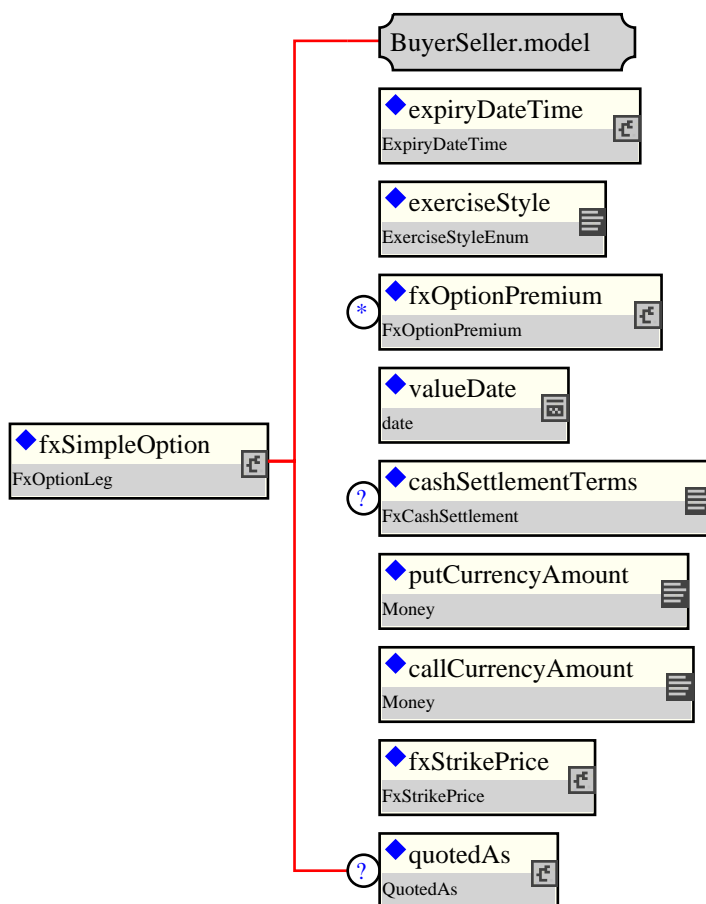 BuyerSeller.model
expiryDateTime
ExpiryDateTime
exerciseStyle
ExerciseStyleEnum
*
fxOptionPremium
FxOptionPremium
valueDate
date
fxSimpleOption
FxOptionLeg
?
cashSettlementTerms
FxCashSettlement
putCurrencyAmount
Money
callCurrencyAmount
Money
fxStrikePrice
FxStrikePrice
?
quotedAs
QuotedAs